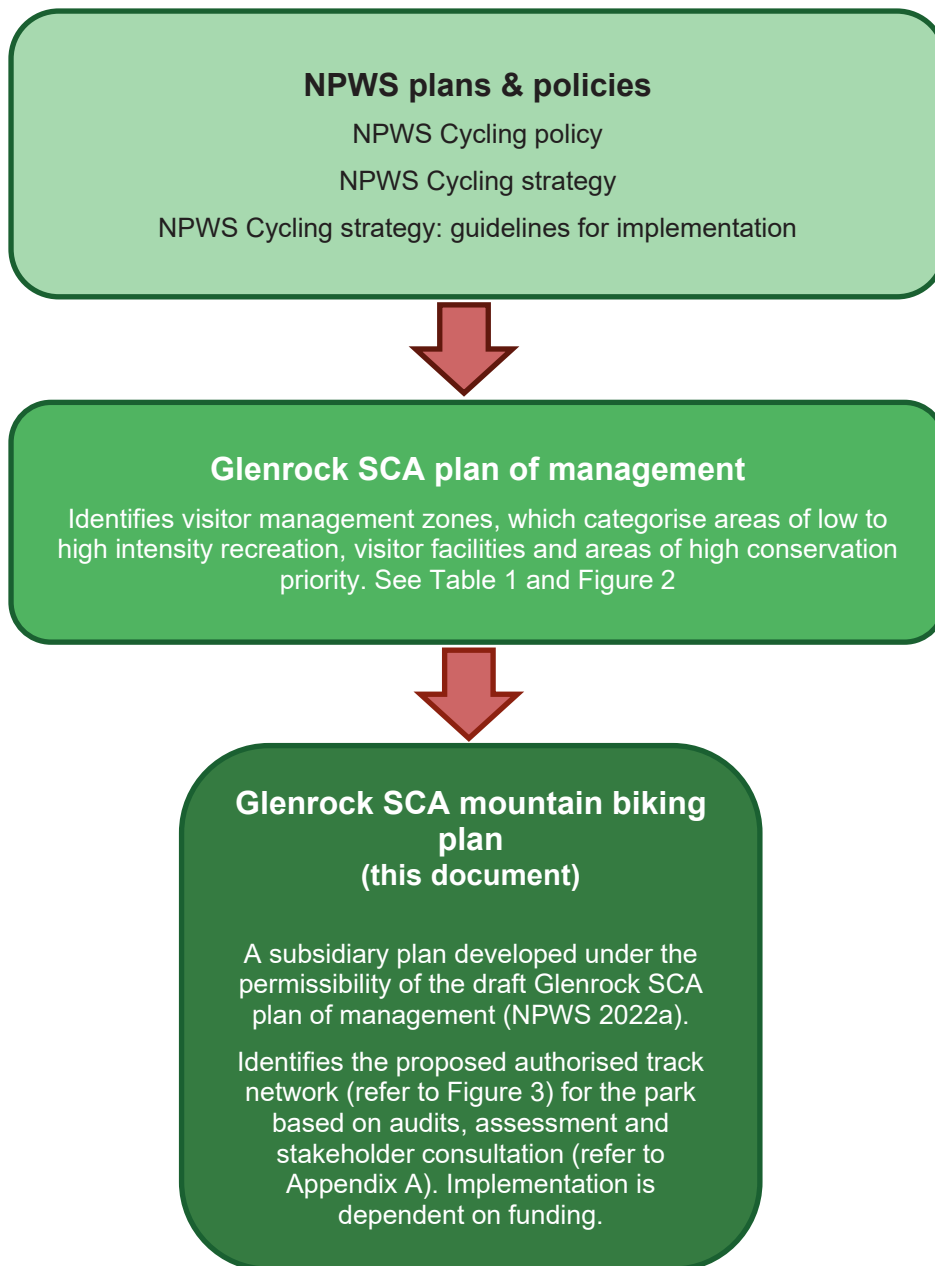 NPWS plans & policies
NPWS Cycling policy
NPWS Cycling strategy
NPWS Cycling strategy: guidelines for implementation
Glenrock SCA plan of management
Identifies visitor management zones, which categorise areas of low to
high intensity recreation, visitor facilities and areas of high conservation
priority. See Table 1 and Figure 2
Glenrock SCA mountain biking
plan
(this document)
A subsidiary plan developed under the
permissibility of the draft Glenrock SCA
plan of management (NPWS 2022a).
Identifies the proposed authorised track
network (refer to Figure 3) for the park
based on audits, assessment and
stakeholder consultation (refer to
Appendix A). Implementation is
dependent on funding.